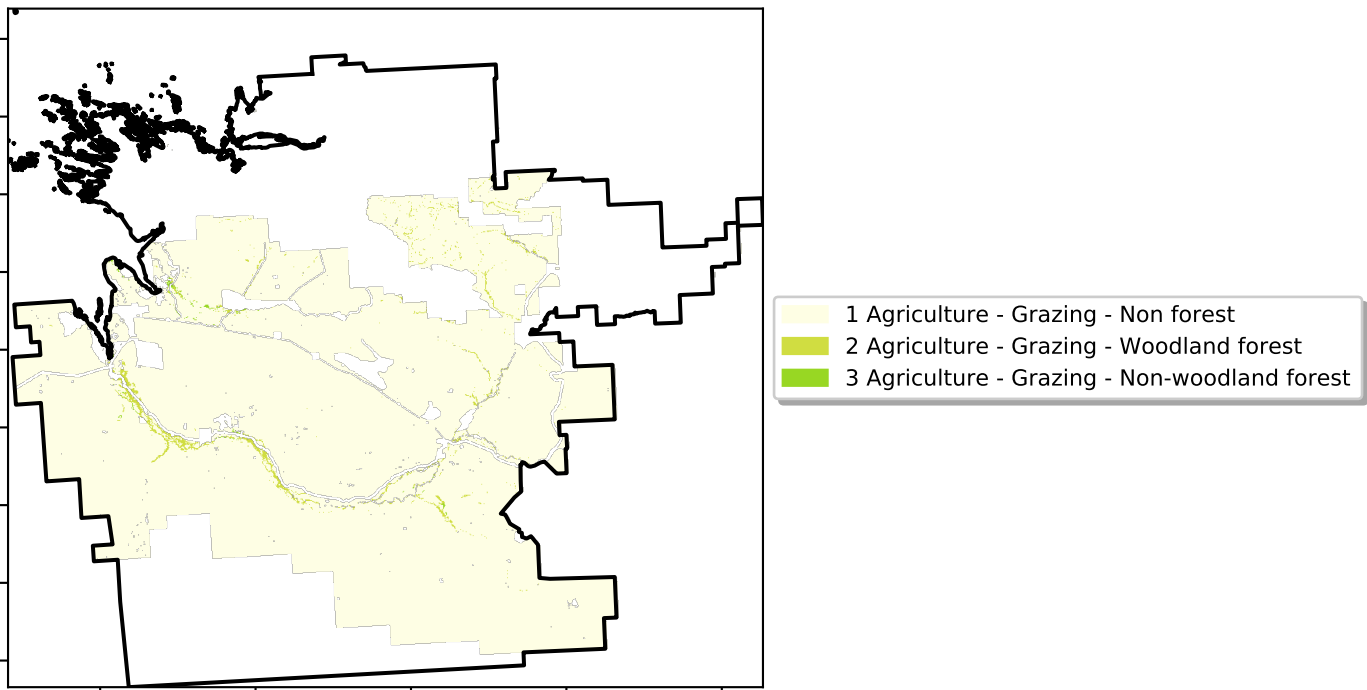 1 Agriculture - Grazing - Non forest
2 Agriculture - Grazing - Woodland forest
3 Agriculture - Grazing - Non-woodland forest